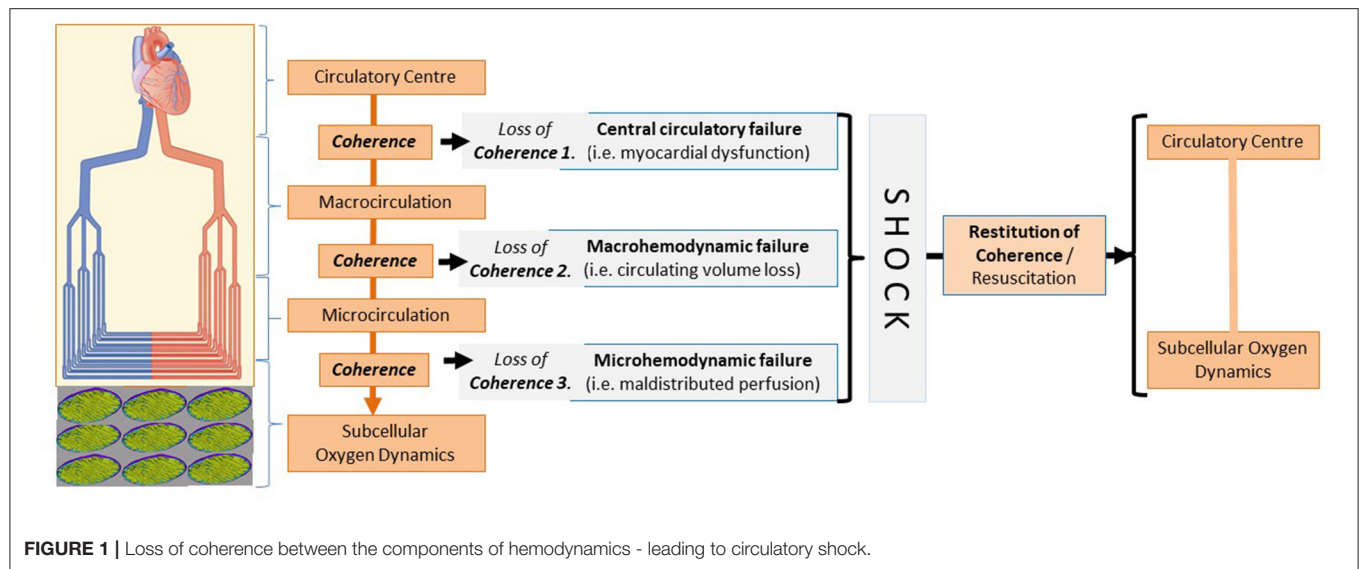 Circulatory Centre
Coherence
Loss of
Coherence 1.
Central circulatory failure
(i.e. myocardial dysfunction)
Macrocirculation
Coherence
Loss of
Coherence 2.
Macrohemodynamic failure
(i.e. circulating volume loss)
Microcirculation
Coherence
Loss of
Coherence 3.
Microhemodynamic failure
(i.e. maldistributed perfusion)
Subcellular
Oxygen Dynamics
SHOCK
Restitution of
Coherence /
Resuscitation
Circulatory Centre
Subcellular Oxygen
Dynamics
FIGURE 1 | Loss of coherence between the components of hemodynamics - leading to circulatory shock.